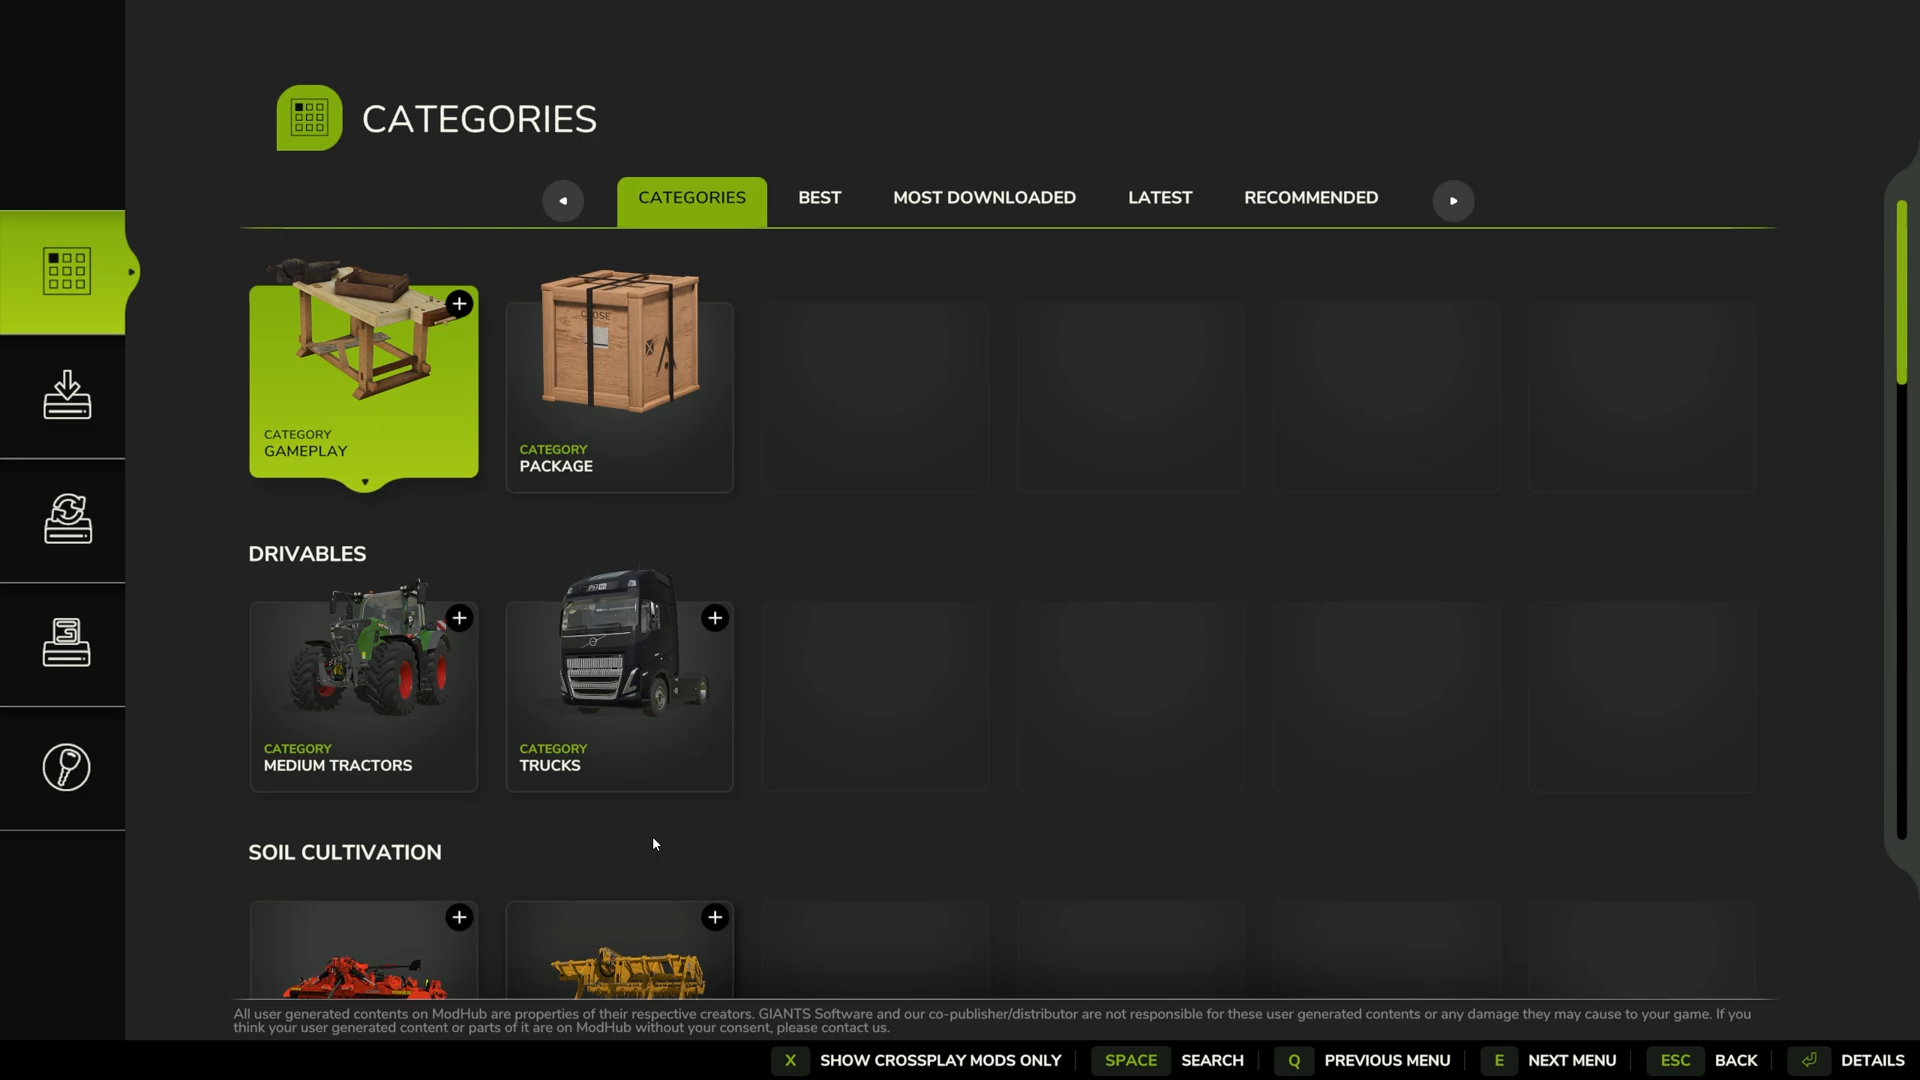 CATEGORIES
CATEGORIES
BEST
MOST DOWNLOADED
LATEST
RECOMMENDED
CATEGORY
GAMEPLAY
CATEGORY
PACKAGE
DRIVABLES
CATEGORY
MEDIUM TRACTORS
CATEGORY
TRUCKS
SOIL CULTIVATION
All user generated contents on ModHub are properties of their respective creators. GIANTS Software and our co-publisher/distributor are not responsible for these user generated contents or any damage they may cause to your game. If you
think your user generated content or parts of it are on ModHub without your consent, please contact us.
X SHOW CROSSPLAY MODS ONLY
SPACE SEARCH
Q PREVIOUS MENU
E NEXT MENU
ESC BACK
DETAILS